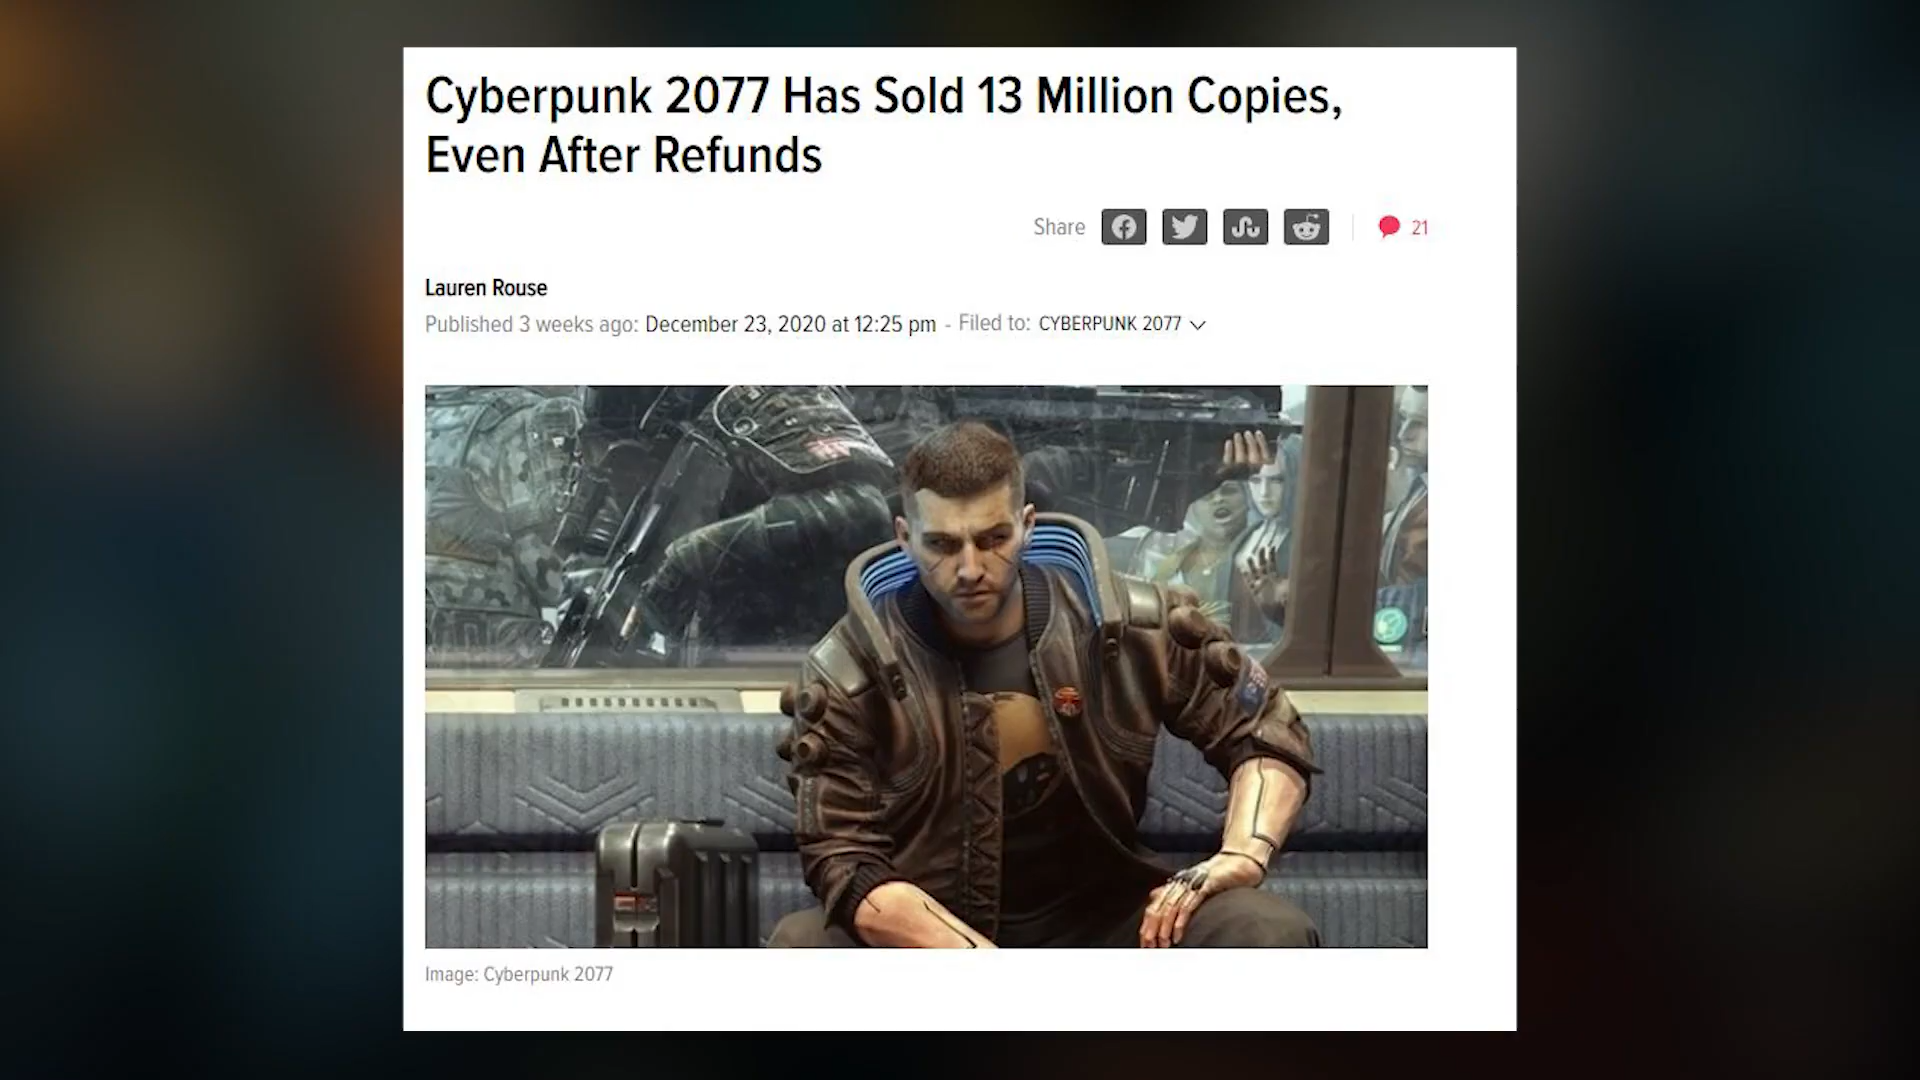 Cyberpunk 2077 Has Sold 13 Million Copies,
Even After Refunds
Share
21
Lauren Rouse
Published 3 weeks ago: December 23, 2020 at 12:25 pm - Filed to: CYBERPUNK 2077
Image: Cyberpunk 2077